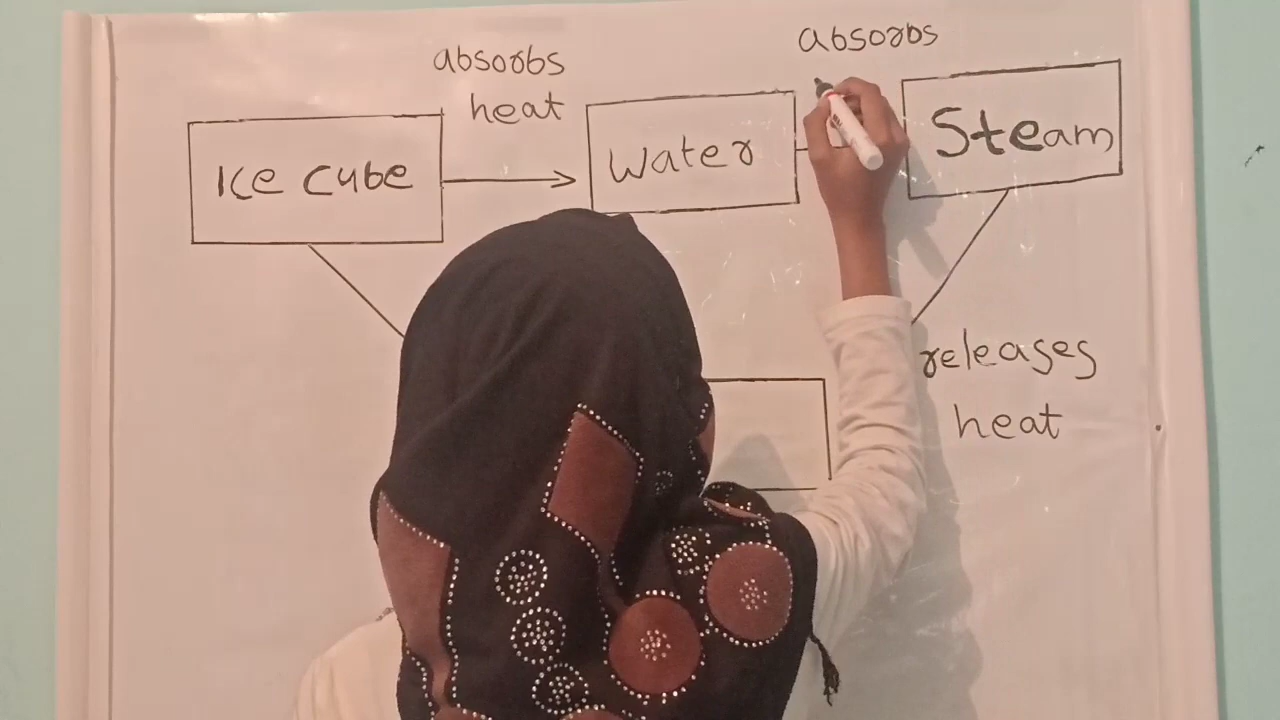 absorbs
heat
absorbs
Ice cube
Water
Steam
releases
heat